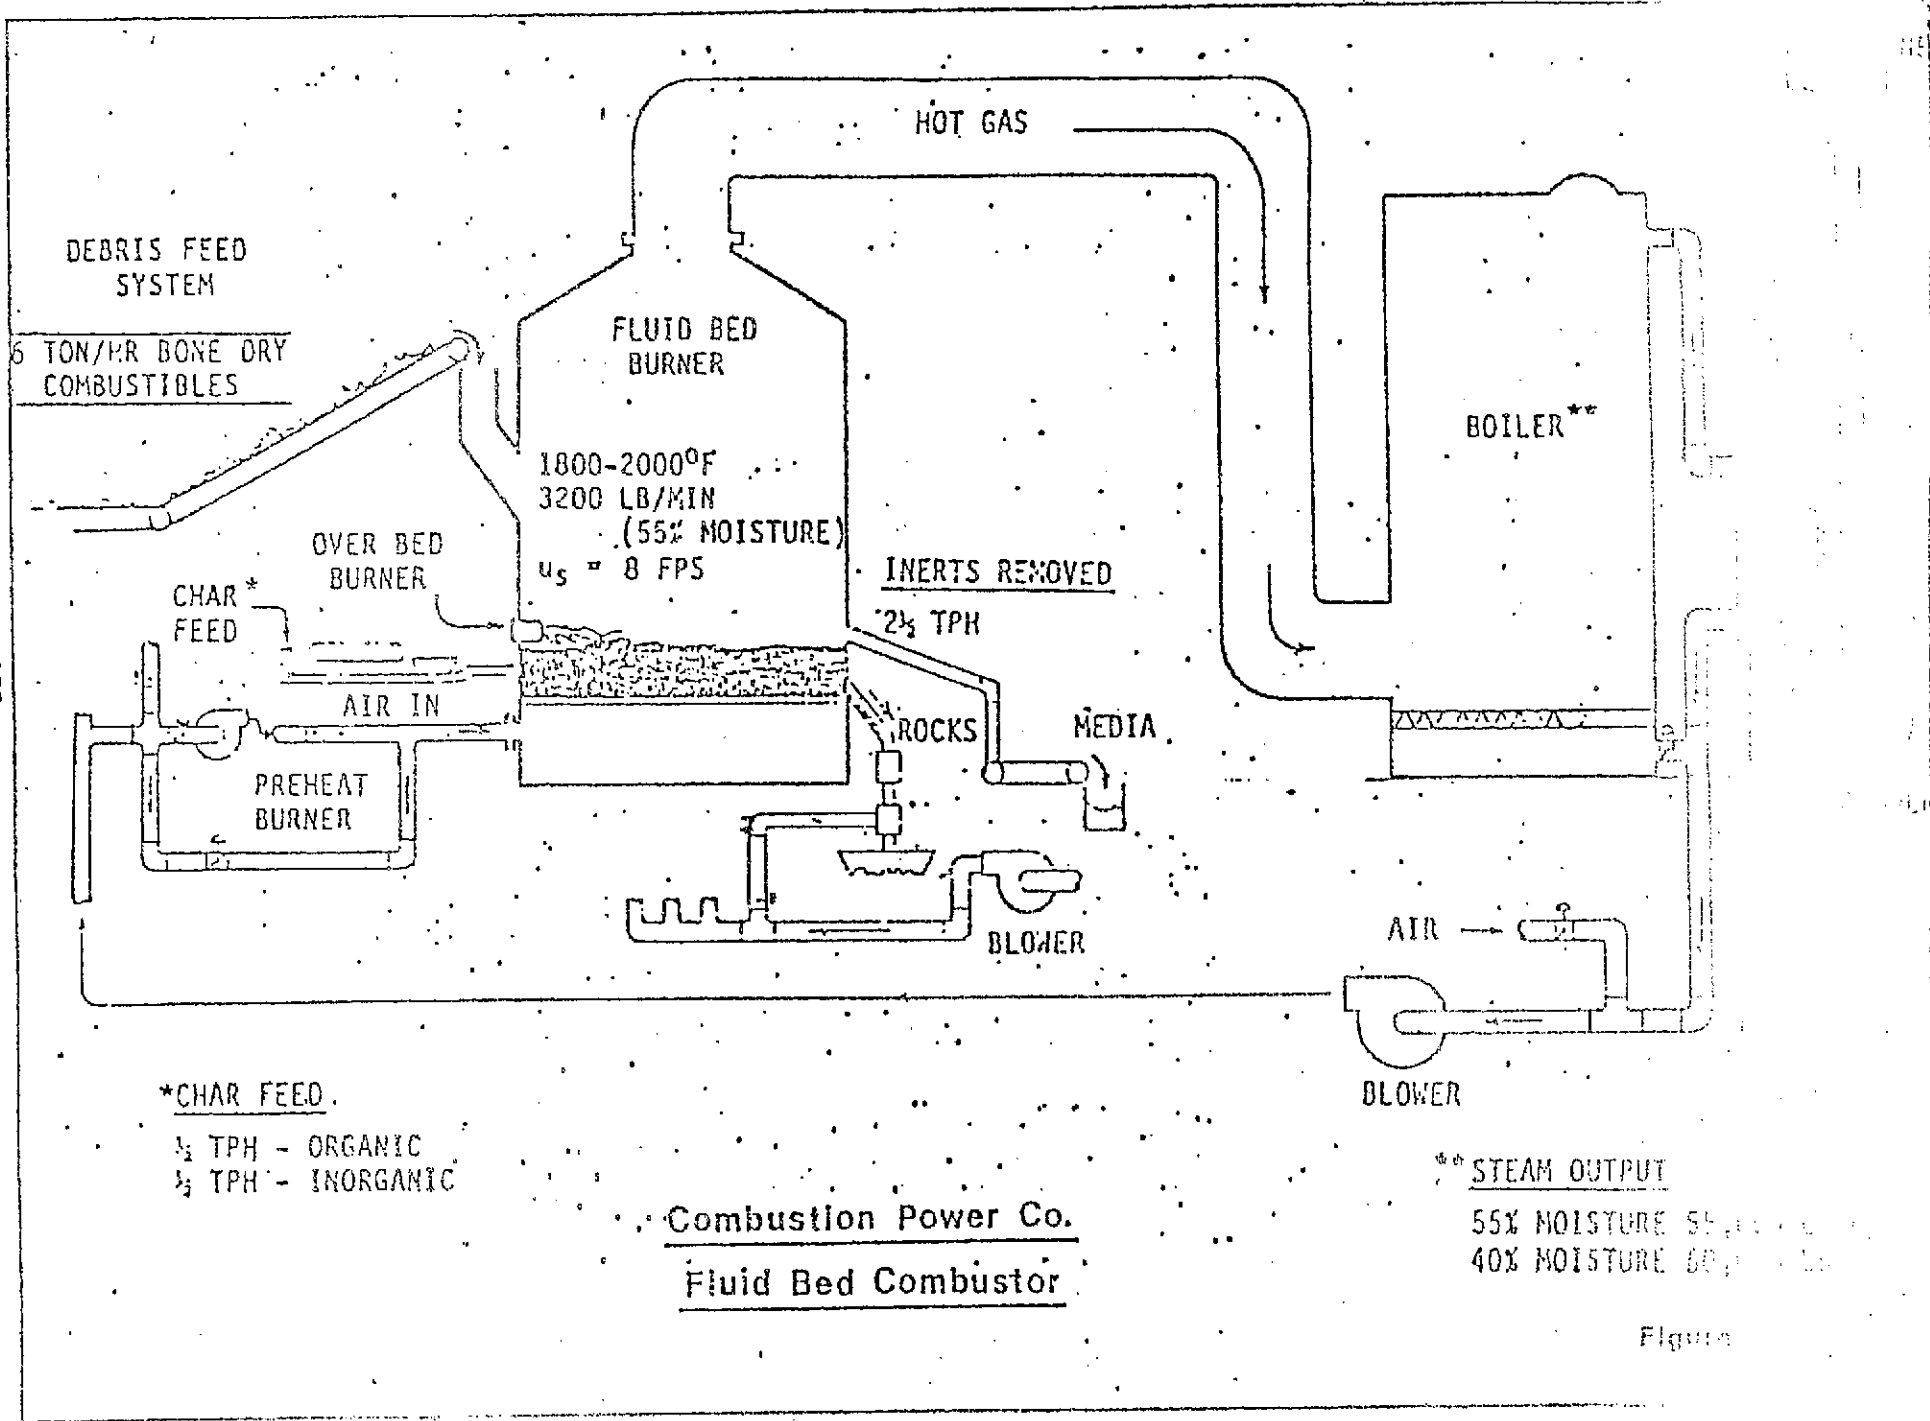 HOT GAS
DEBRIS FEED
SYSTEM
6 TON/HR BONE DRY
COMBUSTIBLES
FLUID BED
BURNER
BOILER**
1800-2000°F
3200 LB/MIN
(55% MOISTURE)
us = 8 FPS
OVER BED
BURNER
CHAR*
FEED
INERTS REMOVED
2½ TPH
AIR IN
ROCKS
MEDIA
PREHEAT
BURNER
BLOWER
AIR
BLOWER
*CHAR FEED
½ TPH - ORGANIC
½ TPH - INORGANIC
**STEAM OUTPUT
55% MOISTURE
40% MOISTURE
Combustion Power Co.
Fluid Bed Combustor
Figure